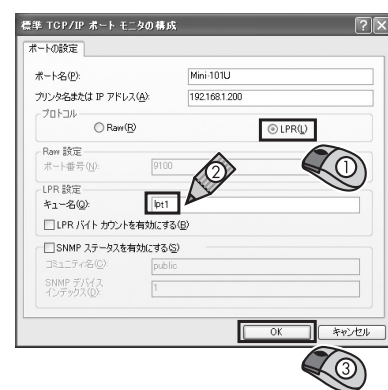 標準 TCP/IP ポート モニタの構成
ポートの設定
ポート名(P): Mini-101U
プリンタ名または IP アドレス(A): 192.168.1.200
プロトコル
Raw(R) LPR(L)
①
Raw 設定
ポート番号(N): 9100
②
LPR 設定
キュー名(Q): lpt1
LPR バイト カウントを有効にする(B)
SNMP ステータスを有効にする(S)
コミュニティ名(C): public
SNMP デバイス
インデックス(D): 1
OK キャンセル
③